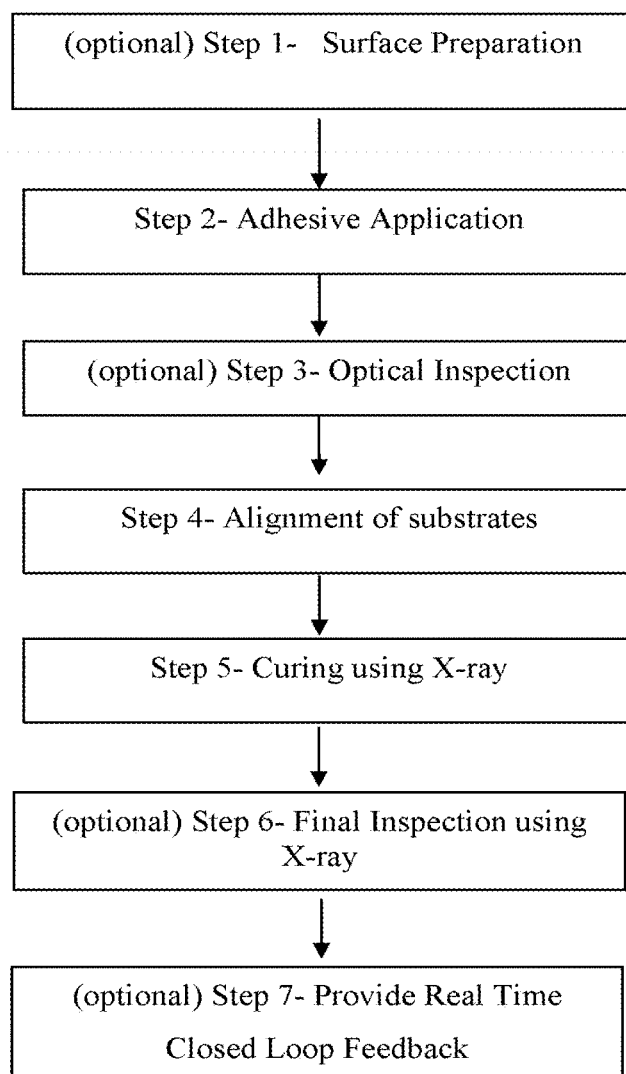 (optional) Step 1- Surface Preparation
Step 2- Adhesive Application
(optional) Step 3- Optical Inspection
Step 4- Alignment of substrates
Step 5- Curing using X-ray
(optional) Step 6- Final Inspection using
X-ray
(optional) Step 7- Provide Real Time
Closed Loop Feedback